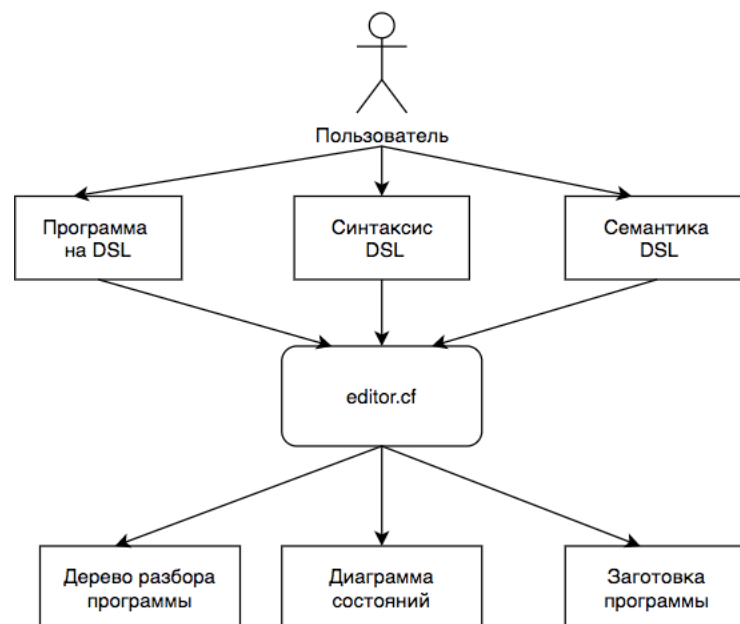 Пользователь
Программа
на DSL
Синтаксис
DSL
Семантика
DSL
editor.cf
Дерево разбора
программы
Диаграмма
состояний
Заготовка
программы